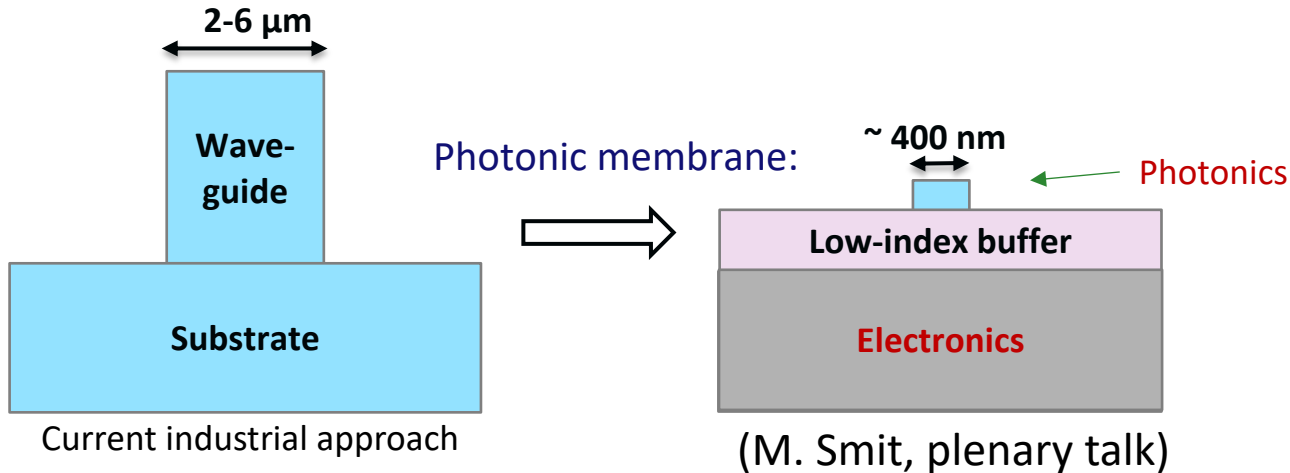 2-6 µm
Wave-
guide
Substrate
Current industrial approach
Photonic membrane:
~ 400 nm
Photonics
Low-index buffer
Electronics
(M. Smit, plenary talk)